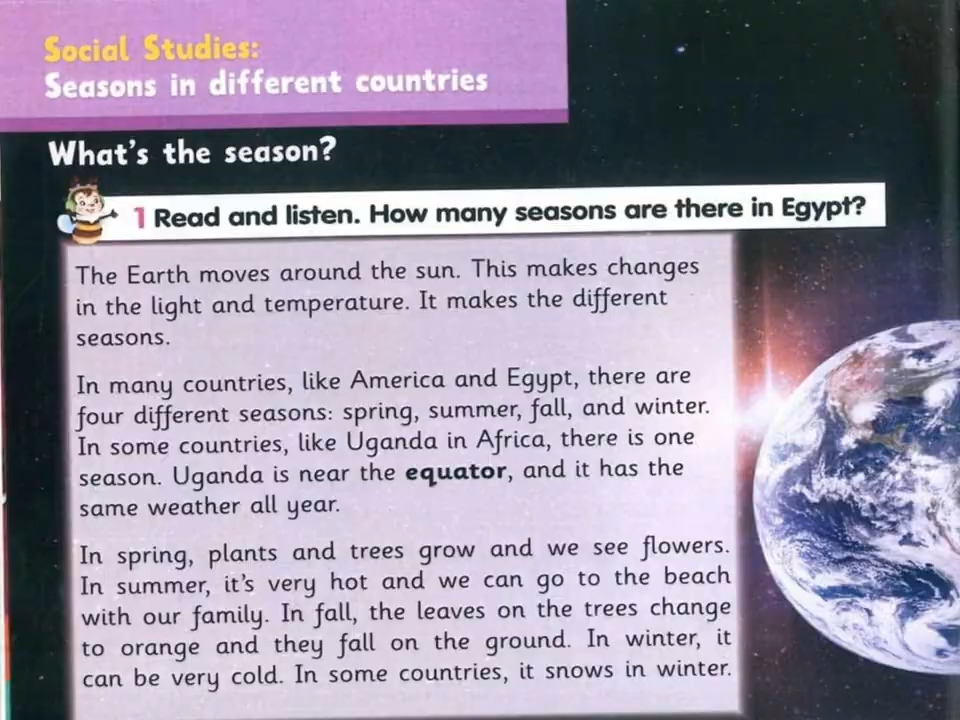 Social Studies:
Seasons in different countries
What's the season?
1 Read and listen. How many seasons are there in Egypt?
The Earth moves around the sun. This makes changes
in the light and temperature. It makes the different
seasons.
In many countries, like America and Egypt, there are
four different seasons: spring, summer, fall, and winter.
In some countries, like Uganda in Africa, there is one
season. Uganda is near the equator, and it has the
same weather all year.
In spring, plants and trees grow and we see flowers.
In summer, it's very hot and we can go to the beach
with our family. In fall, the leaves on the trees change
to orange and they fall on the ground. In winter, it
can be very cold. In some countries, it snows in winter.